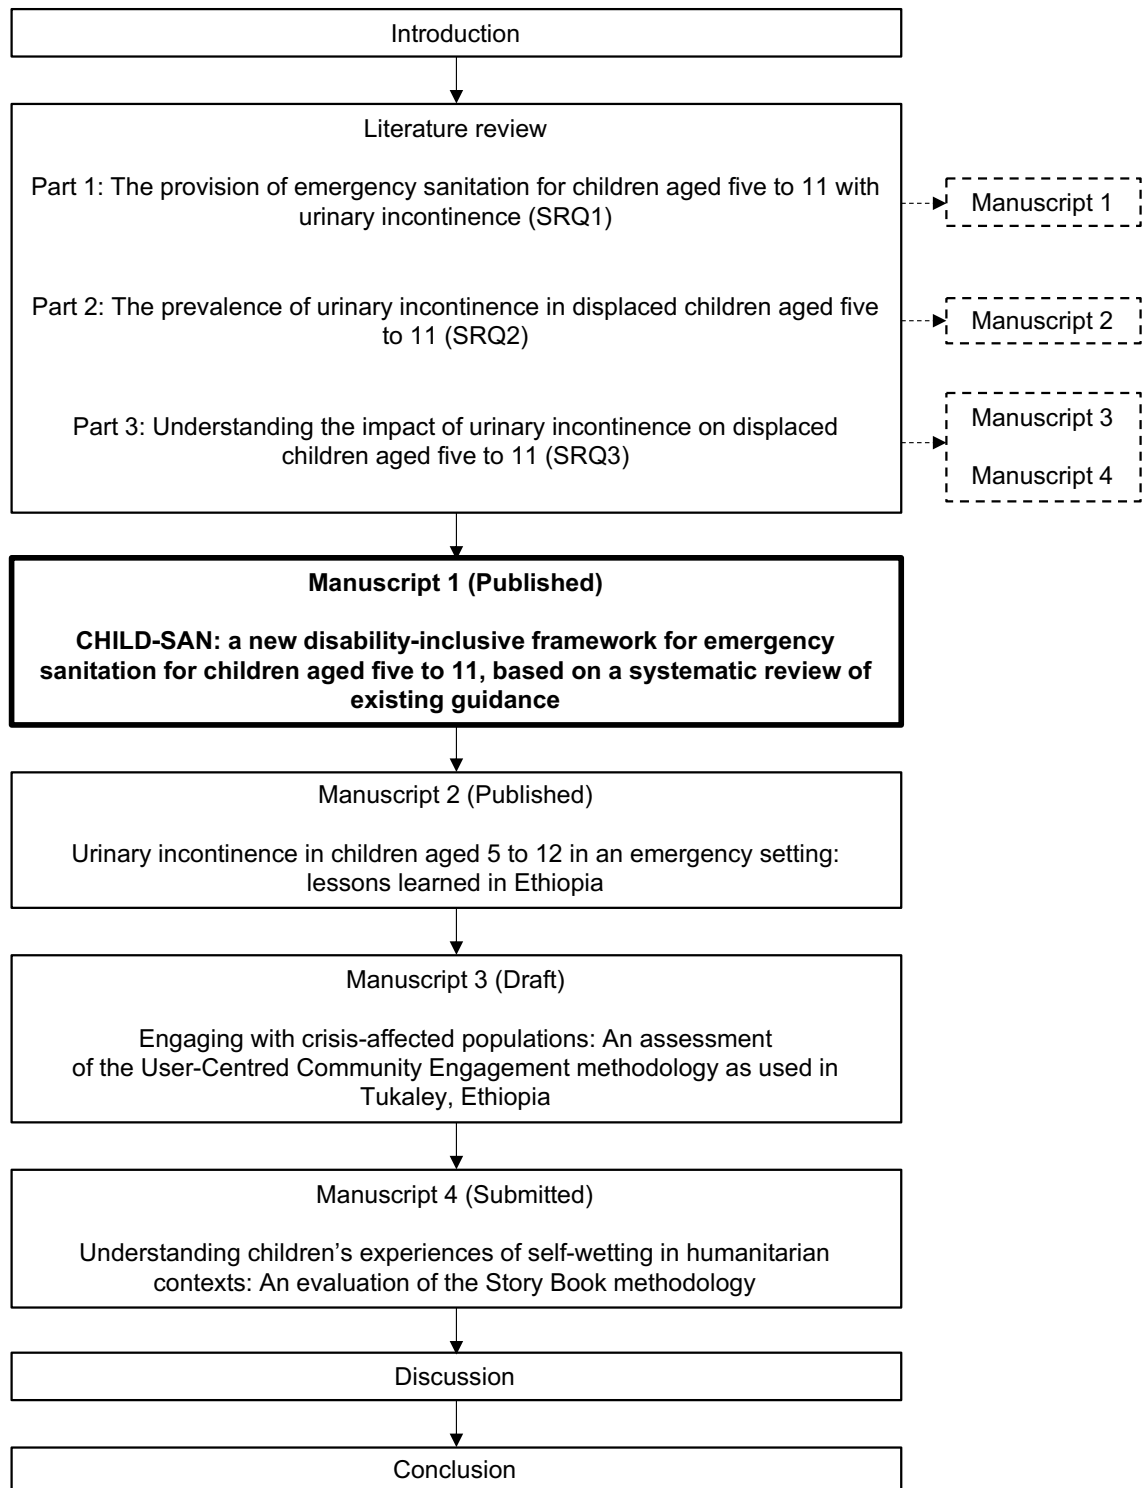 Introduction
Literature review
Part 1: The provision of emergency sanitation for children aged five to 11 with
urinary incontinence (SRQ1)
Manuscript 1
Part 2: The prevalence of urinary incontinence in displaced children aged five
to 11 (SRQ2)
Manuscript 2
Part 3: Understanding the impact of urinary incontinence on displaced
children aged five to 11 (SRQ3)
Manuscript 3
Manuscript 4
Manuscript 1 (Published)
CHILD-SAN: a new disability-inclusive framework for emergency
sanitation for children aged five to 11, based on a systematic review of
existing guidance
Manuscript 2 (Published)
Urinary incontinence in children aged 5 to 12 in an emergency setting:
lessons learned in Ethiopia
Manuscript 3 (Draft)
Engaging with crisis-affected populations: An assessment
of the User-Centred Community Engagement methodology as used in
Tukaley, Ethiopia
Manuscript 4 (Submitted)
Understanding children’s experiences of self-wetting in humanitarian
contexts: An evaluation of the Story Book methodology
Discussion
Conclusion